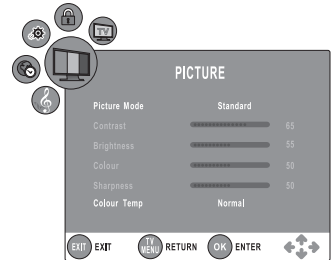 TV
PICTURE
Picture Mode Standard
Contrast 65
Brightness 55
Colour 50
Sharpness 50
Colour Temp Normal
EXIT EXIT TV MENU RETURN OK ENTER